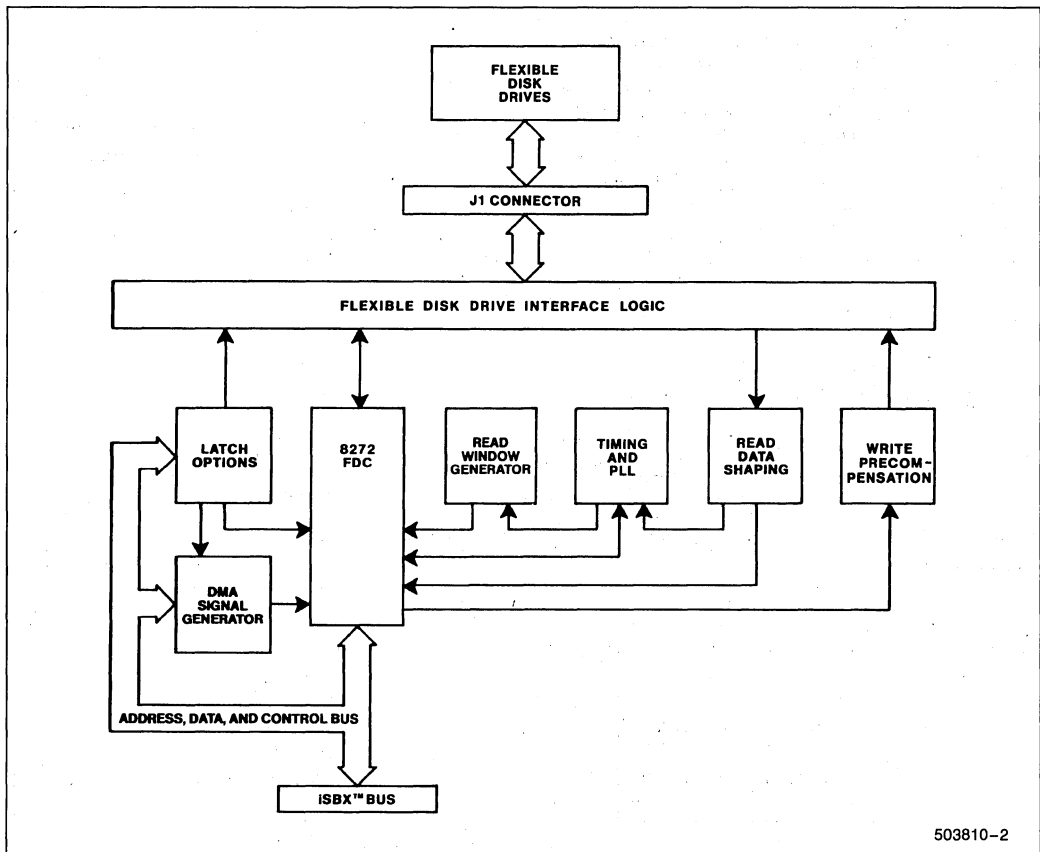 FLEXIBLE
DISK
DRIVES
J1 CONNECTOR
FLEXIBLE DISK DRIVE INTERFACE LOGIC
LATCH
OPTIONS
8272
FDC
READ
WINDOW
GENERATOR
TIMING
AND
PLL
READ
DATA
SHAPING
WRITE
PRECOM-
PENSATION
DMA
SIGNAL
GENERATOR
ADDRESS, DATA, AND CONTROL BUS
iSBX™ BUS
503810-2